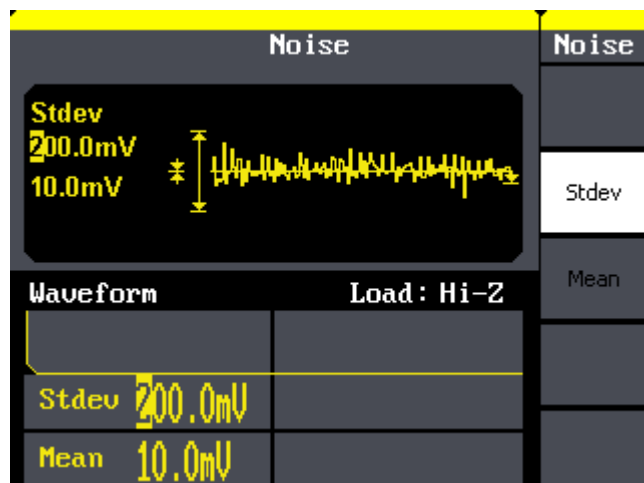 Noise
Noise
Stdev
200.0mV
10.0mV
Stdev
Mean
Waveform Load: Hi-Z
Stdev 200.0mV
Mean 10.0mV